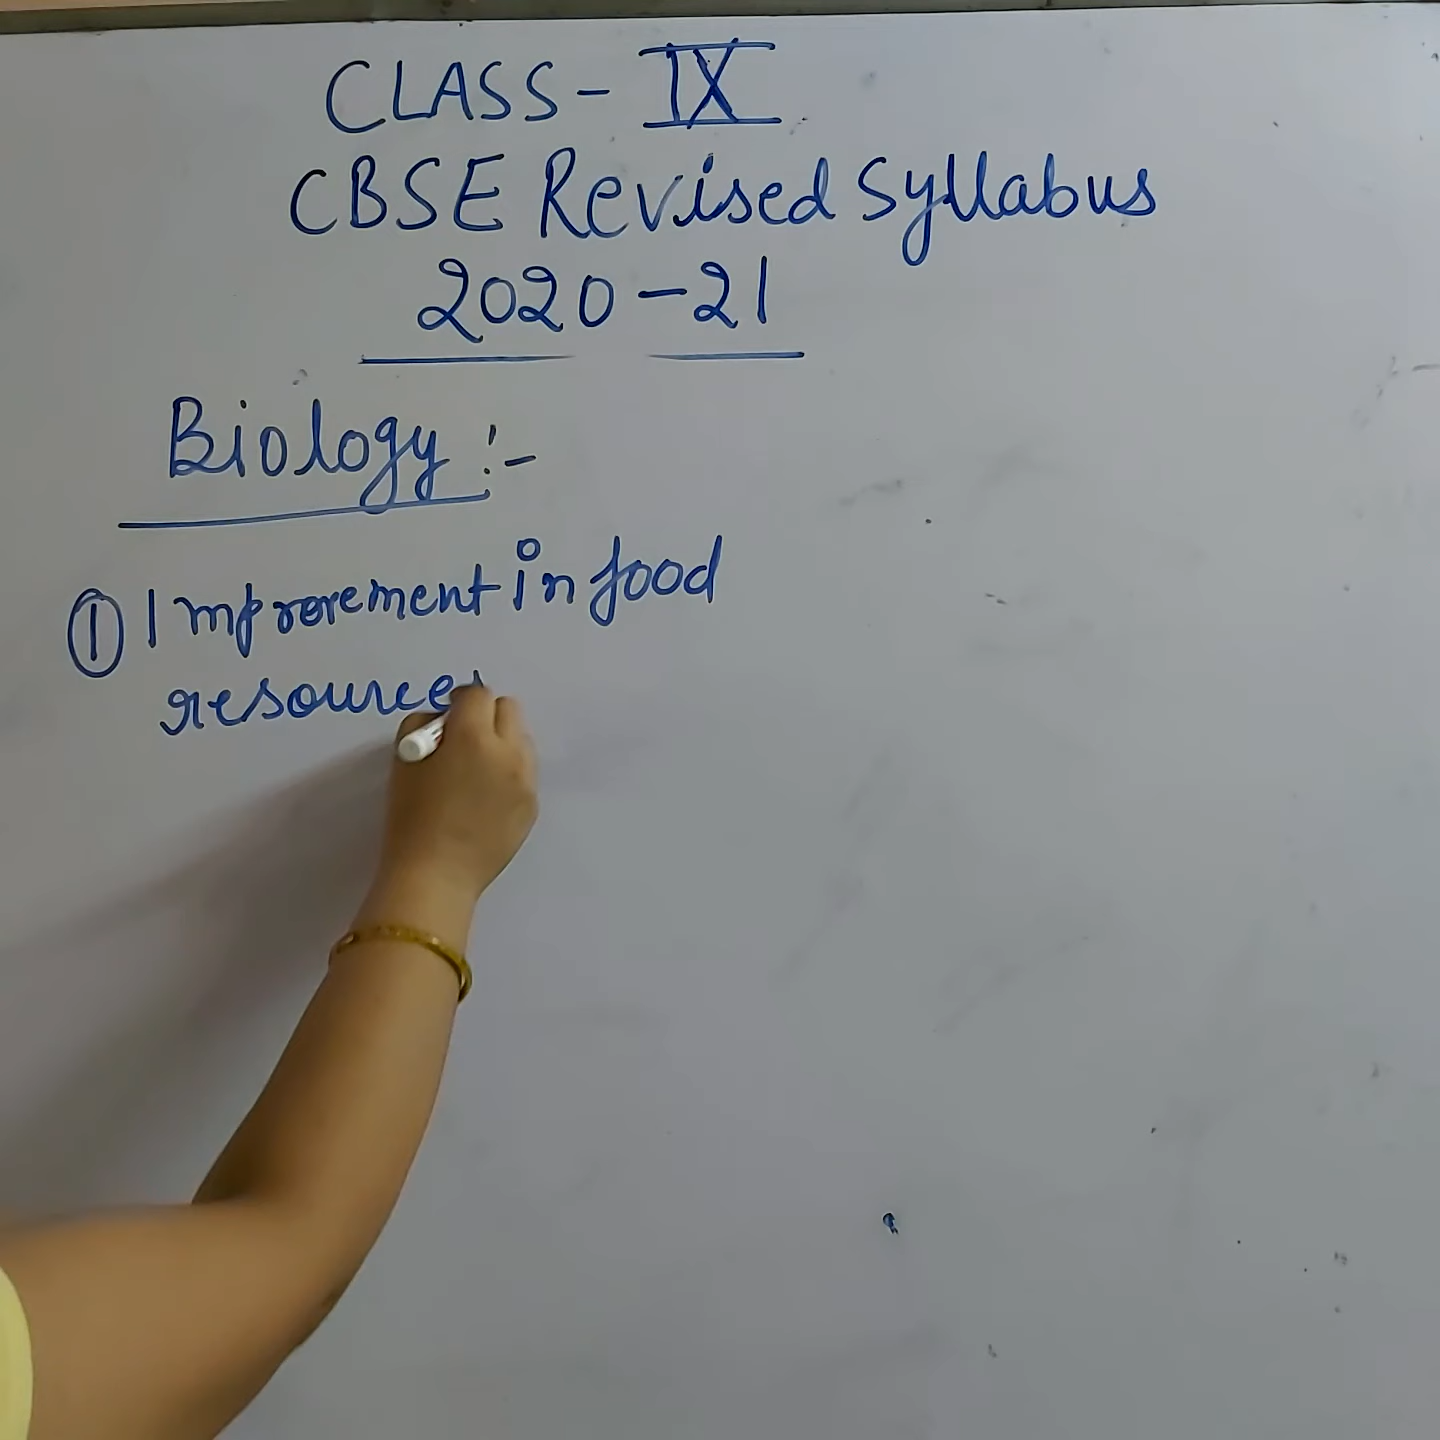 CLASS - IX
CBSE Revised Syllabus
2020 - 21
Biology :-
① Improvement in food
resources